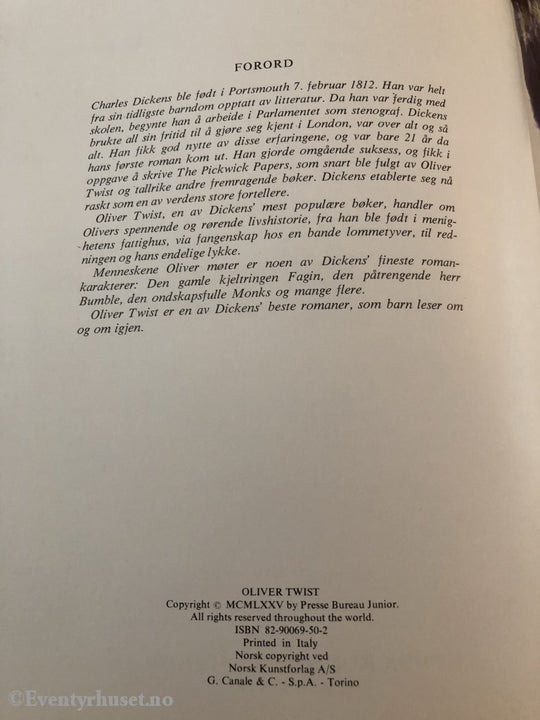 FORORD
Charles Dickens ble født i Portsmouth 7. februar 1812. Han var helt
fra sin tidligste barndom opptatt av litteratur. Da han var ferdig med
skolen, begynte han å arbeide i Parlamentet som stenograf. Dickens
brukte all sin fritid til å gjøre seg kjent i London, var over alt og så
alt. Han fikk god nytte av disse erfaringene, og var bare 21 år da
hans første roman kom ut. Han gjorde omgående suksess, og fikk i
oppgave å skrive The Pickwick Papers, som snart ble fulgt av Oliver
Twist og tallrike andre fremragende bøker. Dickens etablerte seg nå
raskt som en av verdens store fortellere.
Oliver Twist, en av Dickens' mest populære bøker, handler om
Olivers spennende og rørende livshistorie, fra han ble født i menig-
hetens fattighus, via fangenskap hos en bande lommetyver, til red-
ningen og hans endelige lykke.
Menneskene Oliver møter er noen av Dickens' fineste roman-
karakterer: Den gamle kjeltringen Fagin, den påtrengende herr
Bumble, den ondskapsfulle Monks og mange flere.
Oliver Twist er en av Dickens' beste romaner, som barn leser om
og om igjen.
OLIVER TWIST
Copyright © MCMLXXV by Presse Bureau Junior.
All rights reserved throughout the world.
ISBN 82-90069-50-2
Printed in Italy
Norsk copyright ved
Norsk Kunstforlag A/S
G. Canale & C. - S.p.A. - Torino
©Eventyrhuset.no